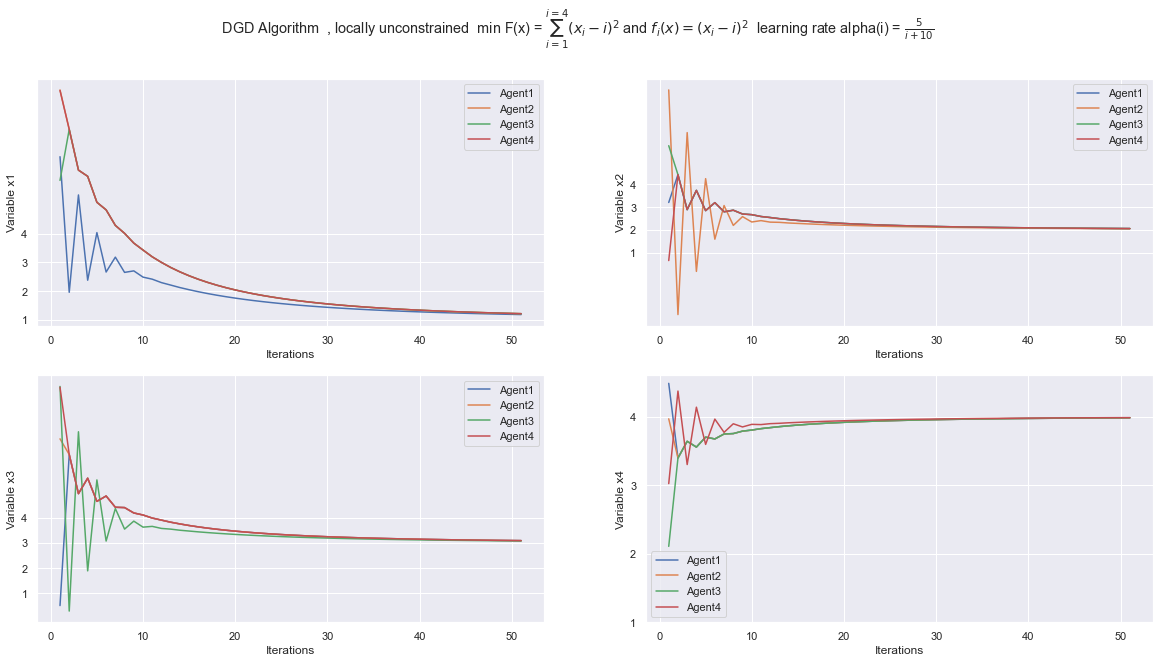 DGD Algorithm , locally unconstrained min F(x) = \sum_{i=1}^{i=4} (x_i − i)^2 and f_i(x) = (x_i − i)^2 learning rate alpha(i) = \frac{5}{i+10}
Variable x1
4
3
2
1
0 10 20 30 40 50
Iterations
Agent1
Agent2
Agent3
Agent4
Variable x2
4
3
2
1
0 10 20 30 40 50
Iterations
Agent1
Agent2
Agent3
Agent4
Variable x3
4
3
2
1
0 10 20 30 40 50
Iterations
Agent1
Agent2
Agent3
Agent4
Variable x4
4
3
2
1
0 10 20 30 40 50
Iterations
Agent1
Agent2
Agent3
Agent4